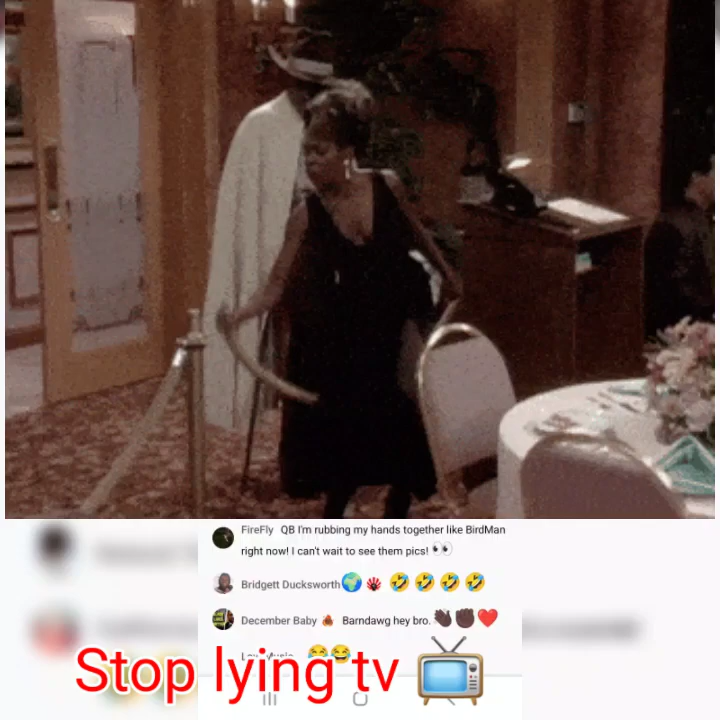 FireFly QB I'm rubbing my hands together like BirdMan
right now! I can't wait to see them pics! 👀
Bridgett Ducksworth🌍 🤣 🤣 🤣 🤣
December Baby 🔥 Barndawg hey bro. 👋🏿✊🏿❤️
😂😂
Stop lying tv 📺